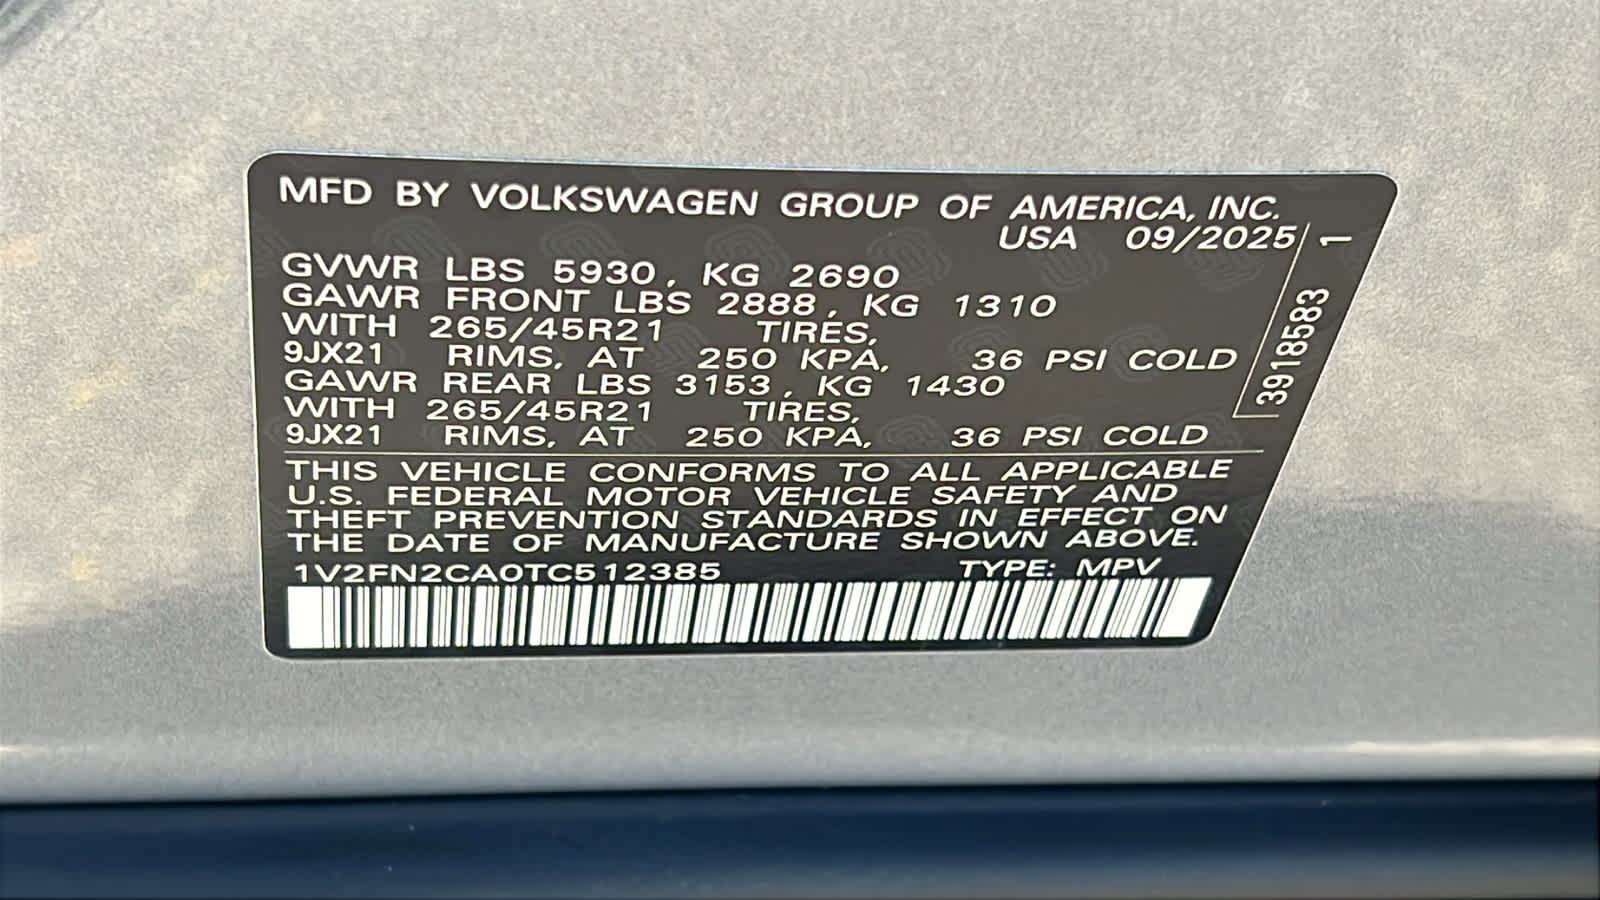 MFD BY VOLKSWAGEN GROUP OF AMERICA, INC.
USA 09/2025
GVWR LBS 5930, KG 2690
GAWR FRONT LBS 2888, KG 1310
WITH 265/45R21 TIRES,
9JX21 RIMS, AT 250 KPA, 36 PSI COLD
GAWR REAR LBS 3153, KG 1430
WITH 265/45R21 TIRES,
9JX21 RIMS, AT 250 KPA, 36 PSI COLD
THIS VEHICLE CONFORMS TO ALL APPLICABLE
U.S. FEDERAL MOTOR VEHICLE SAFETY AND
THEFT PREVENTION STANDARDS IN EFFECT ON
THE DATE OF MANUFACTURE SHOWN ABOVE.
1V2FN2CA0TC512385 TYPE: MPV
3918583 1